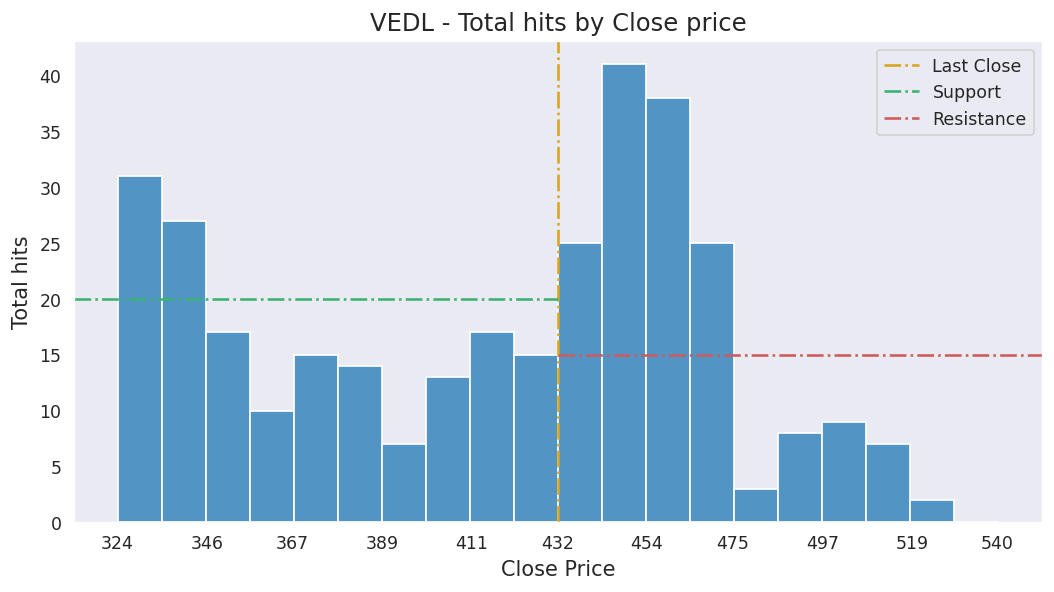 VEDL - Total hits by Close price
Last Close
Support
Resistance
Total hits
40
35
30
25
20
15
10
5
0
324 346 367 389 411 432 454 475 497 519 540
Close Price